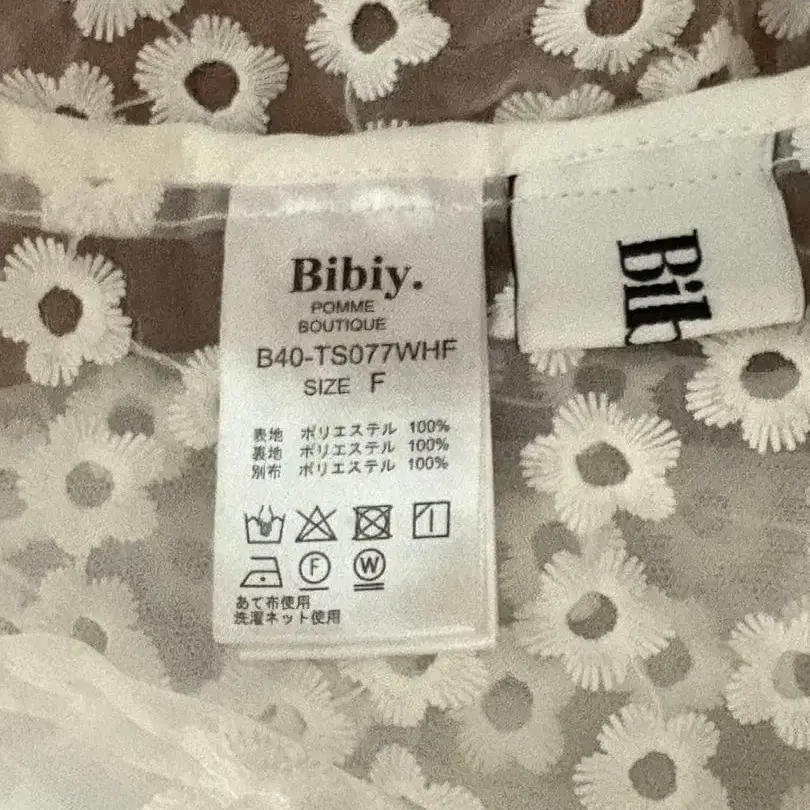 Bibiy.
POMME
BOUTIQUE
B40-TS077WHF
SIZE F
表地 ポリエステル 100%
裏地 ポリエステル 100%
別布 ポリエステル 100%
F W
あて布使用
洗濯ネット使用
Bib